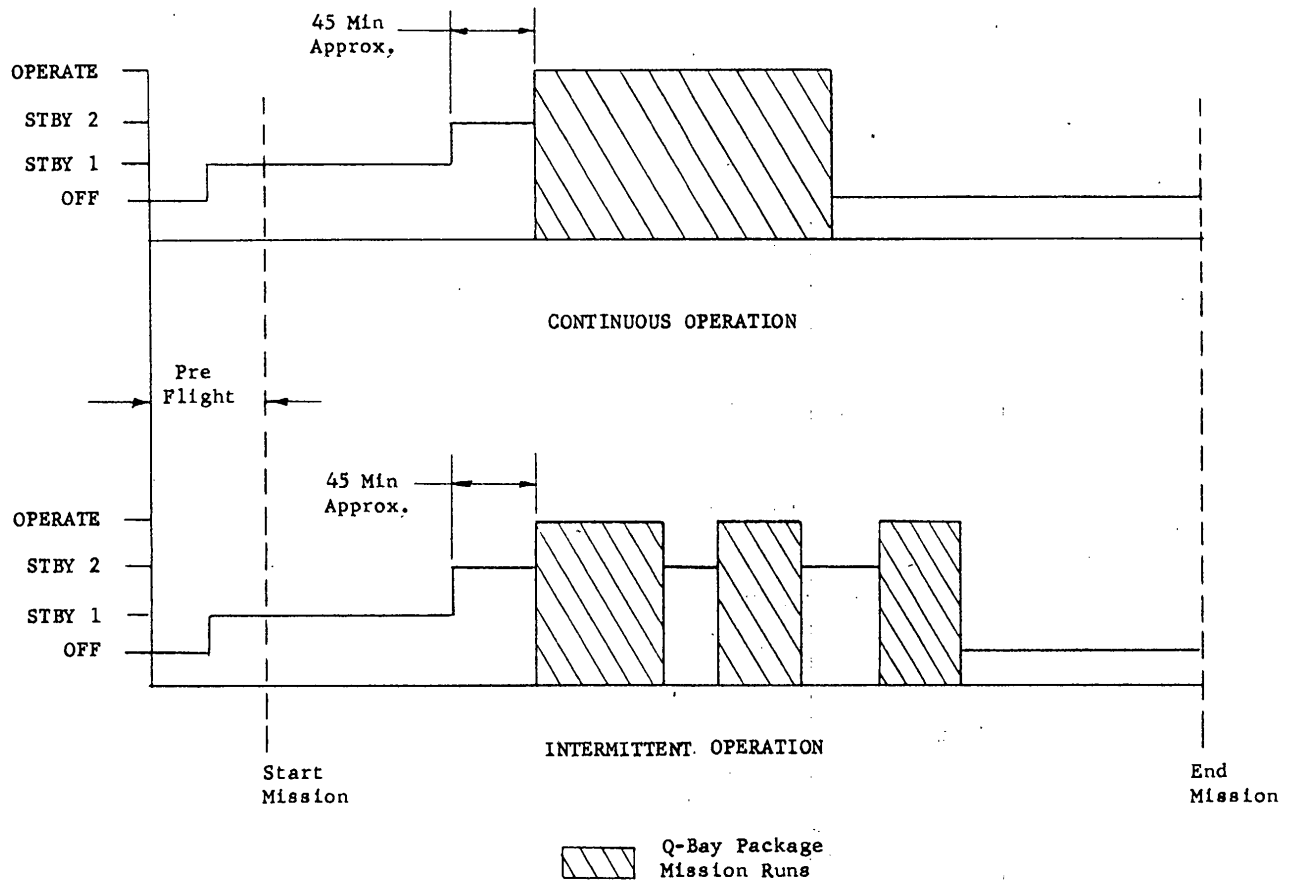 45 Min
Approx.
OPERATE
STBY 2
STBY 1
OFF
CONTINUOUS OPERATION
Pre
Flight
45 Min
Approx.
OPERATE
STBY 2
STBY 1
OFF
INTERMITTENT OPERATION
Start
Mission
End
Mission
Q-Bay Package
Mission Runs